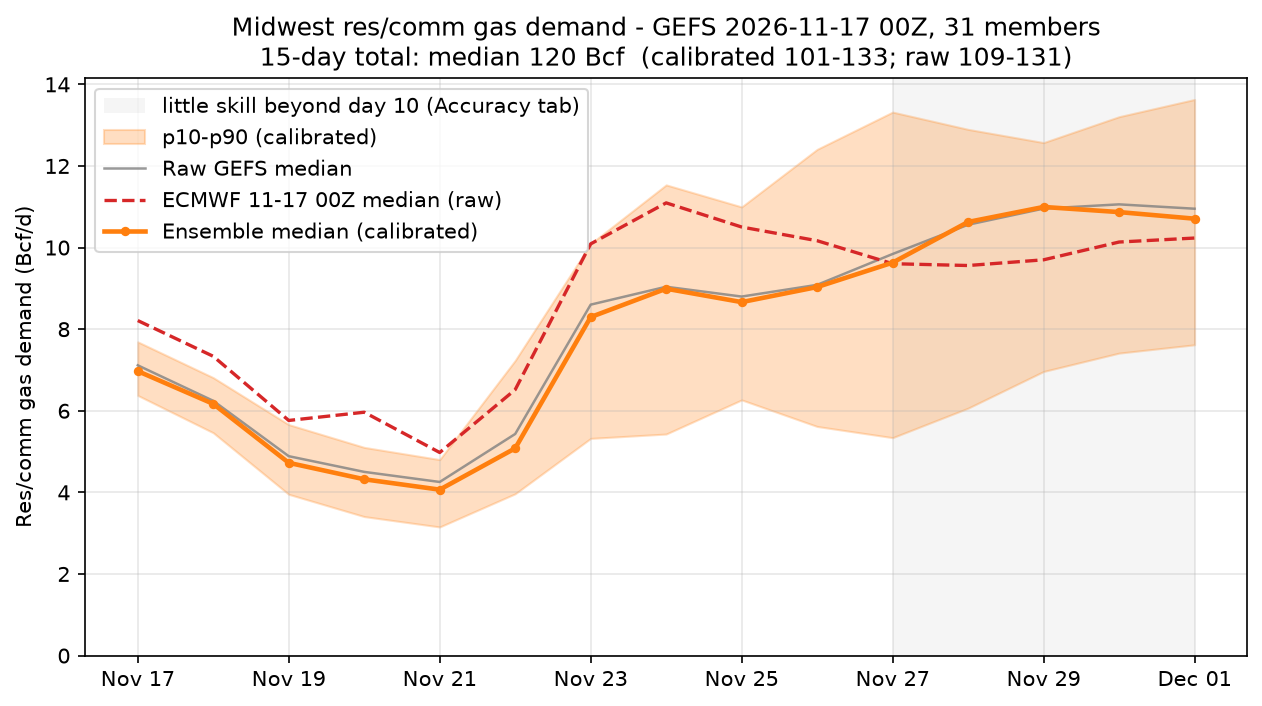 Midwest res/comm gas demand - GEFS 2026-11-17 00Z, 31 members
15-day total: median 120 Bcf  (calibrated 101-133; raw 109-131)
little skill beyond day 10 (Accuracy tab)
p10-p90 (calibrated)
Raw GEFS median
ECMWF 11-17 00Z median (raw)
Ensemble median (calibrated)
Res/comm gas demand (Bcf/d)
14
12
10
8
6
4
2
0
Nov 17
Nov 19
Nov 21
Nov 23
Nov 25
Nov 27
Nov 29
Dec 01